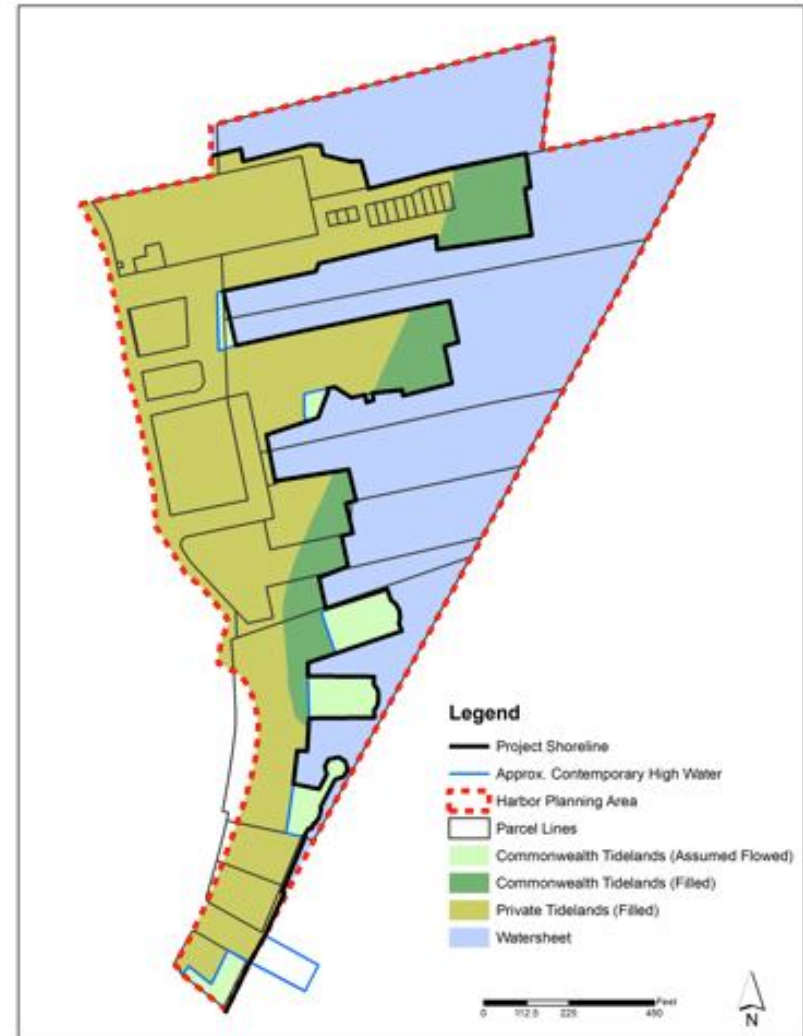 Legend
Project Shoreline
Approx. Contemporary High Water
Harbor Planning Area
Parcel Lines
Commonwealth Tidelands (Assumed Flowed)
Commonwealth Tidelands (Filled)
Private Tidelands (Filled)
Watersheet
Feet
0 112.5 225 450
N